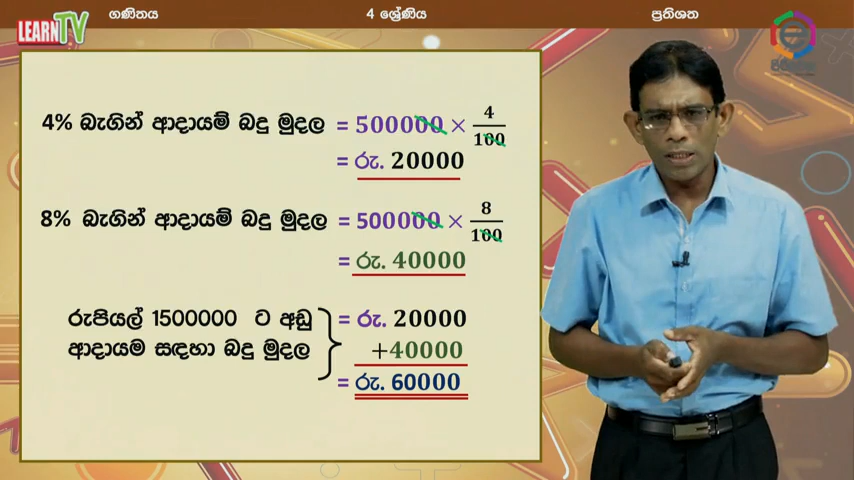 LEARN TV
ගණිතය
4 ශ්‍රේණිය
ප්‍රතිශත
4% බැගින් ආදායම් බදු මුදල = 500000 × 4/100
= රු. 20000
8% බැගින් ආදායම් බදු මුදල = 500000 × 8/100
= රු. 40000
රුපියල් 1500000 ට අඩු = රු. 20000
ආදායම සඳහා බදු මුදල +40000
= රු. 60000